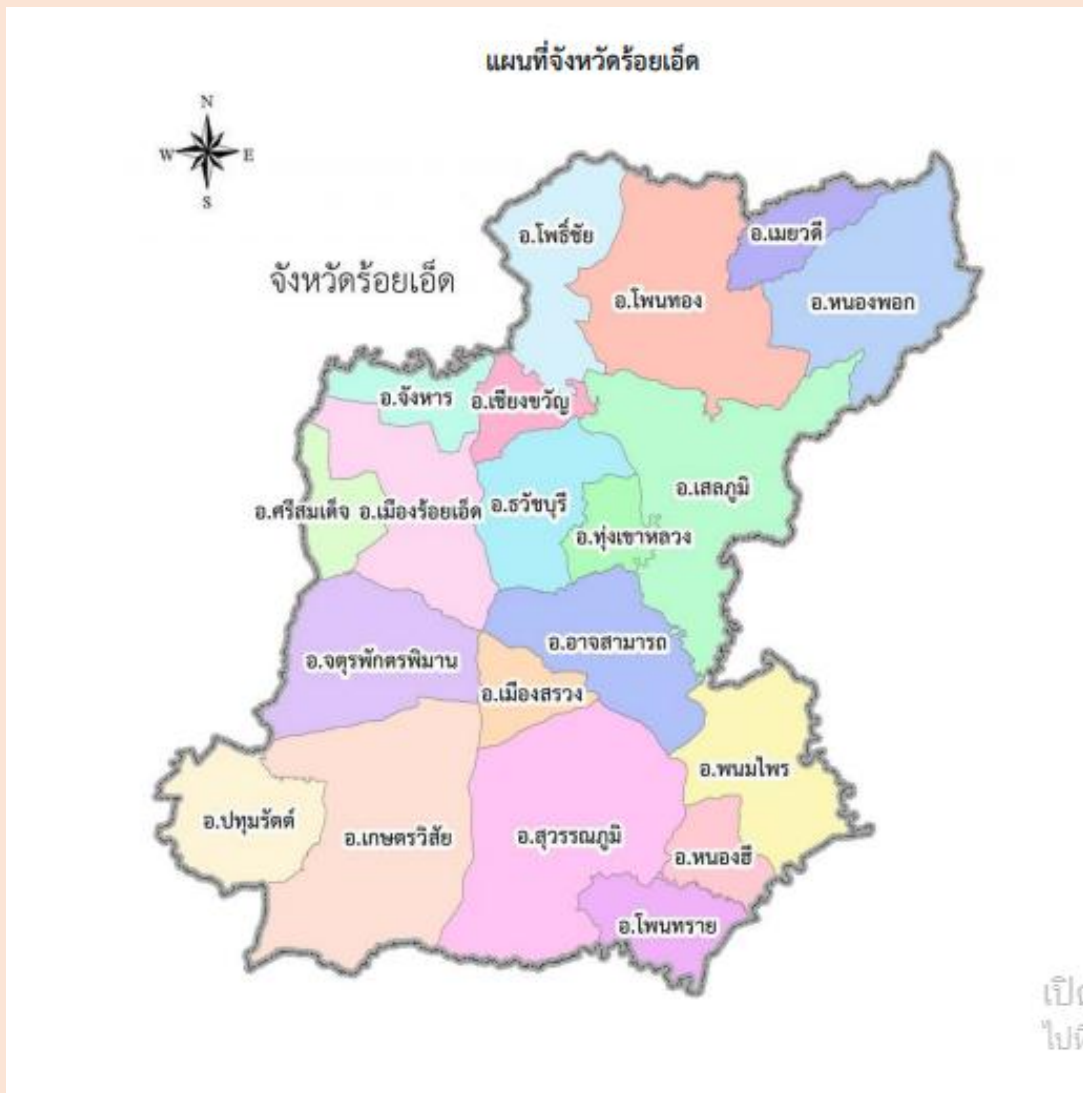 แผนที่จังหวัดร้อยเอ็ด
N
W E
S
จังหวัดร้อยเอ็ด
อ.โพธิ์ชัย
อ.เมยวดี
อ.โพนทอง
อ.หนองพอก
อ.จังหาร
อ.เชียงขวัญ
อ.ศรีสมเด็จ
อ.เมืองร้อยเอ็ด
อ.ธวัชบุรี
อ.เสลภูมิ
อ.ทุ่งเขาหลวง
อ.จตุรพักตรพิมาน
อ.อาจสามารถ
อ.เมืองสรวง
อ.พนมไพร
อ.ปทุมรัตต์
อ.เกษตรวิสัย
อ.สุวรรณภูมิ
อ.หนองฮี
อ.โพนทราย